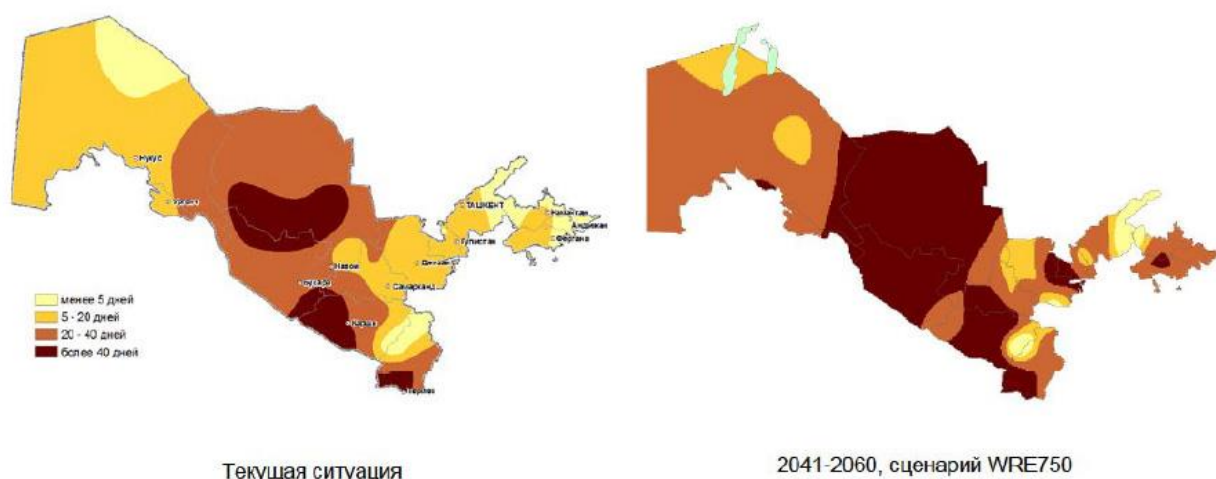 Нукус
Ургенч
ТАШКЕНТ
Наманган
Андижан
Фергана
Гулистан
Джизак
Навои
Самарканд
Бухара
Карши
Термез
менее 5 дней
5 - 20 дней
20 - 40 дней
более 40 дней
Текущая ситуация
2041-2060, сценарий WRE750